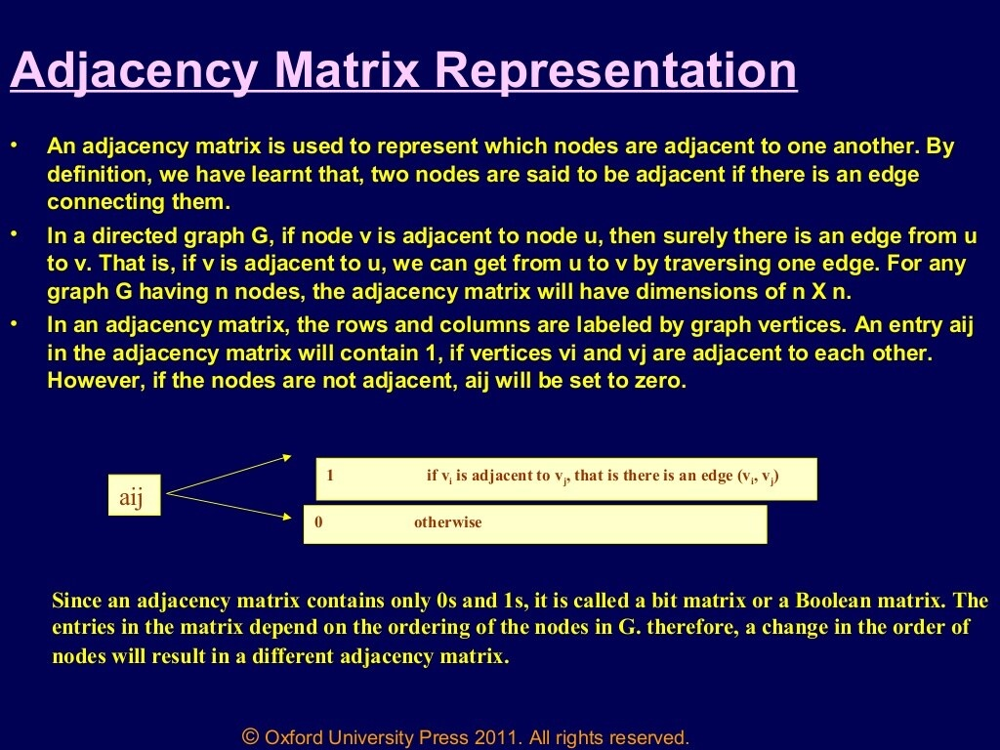 Adjacency Matrix Representation
• An adjacency matrix is used to represent which nodes are adjacent to one another. By
definition, we have learnt that, two nodes are said to be adjacent if there is an edge
connecting them.
• In a directed graph G, if node v is adjacent to node u, then surely there is an edge from u
to v. That is, if v is adjacent to u, we can get from u to v by traversing one edge. For any
graph G having n nodes, the adjacency matrix will have dimensions of n X n.
• In an adjacency matrix, the rows and columns are labeled by graph vertices. An entry aij
in the adjacency matrix will contain 1, if vertices vi and vj are adjacent to each other.
However, if the nodes are not adjacent, aij will be set to zero.
aij
1 if vi is adjacent to vj, that is there is an edge (vi, vj)
0 otherwise
Since an adjacency matrix contains only 0s and 1s, it is called a bit matrix or a Boolean matrix. The
entries in the matrix depend on the ordering of the nodes in G. therefore, a change in the order of
nodes will result in a different adjacency matrix.
© Oxford University Press 2011. All rights reserved.